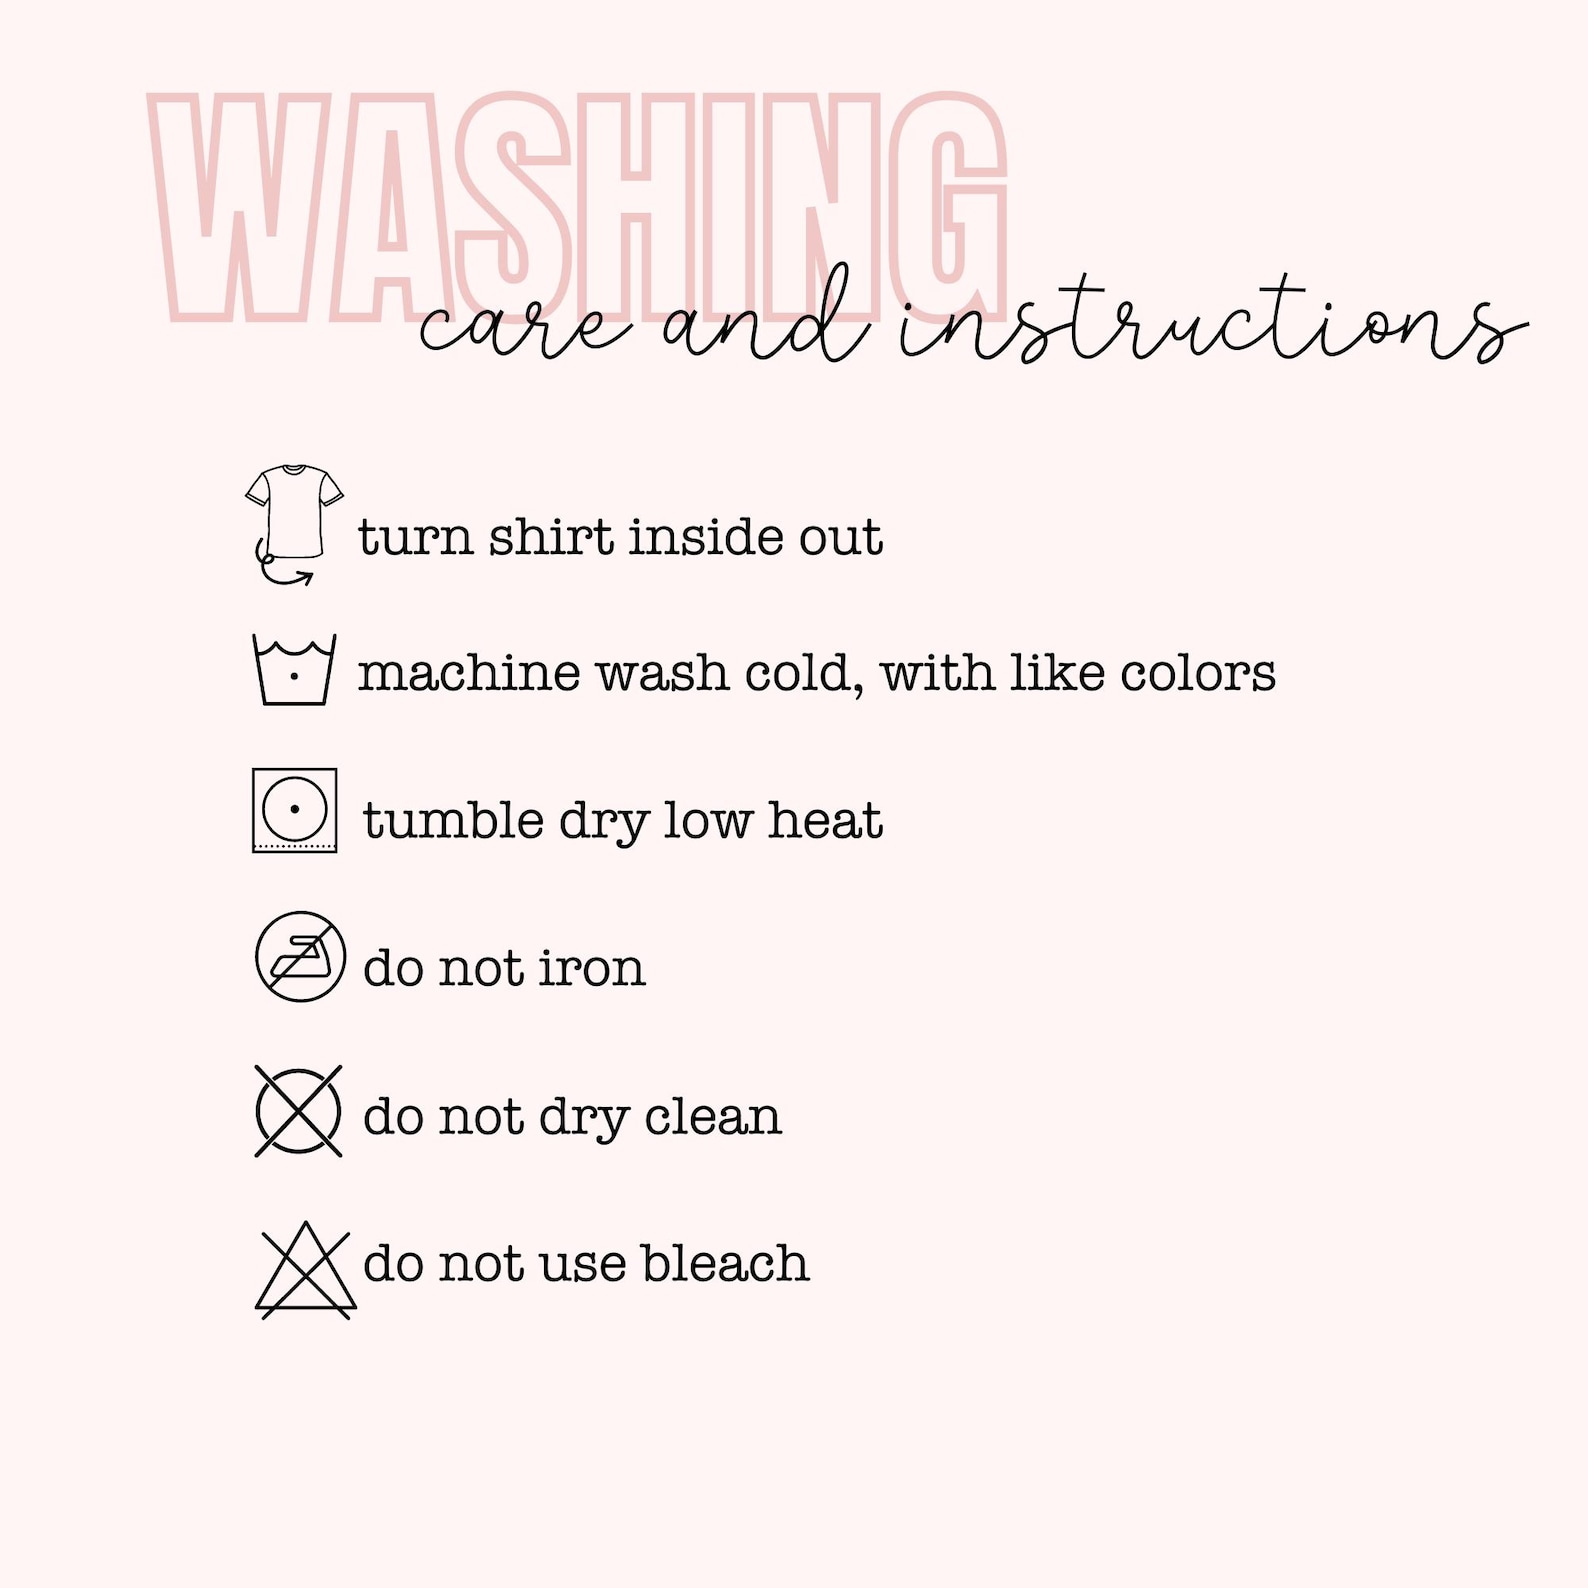 WASHING
care and instructions
turn shirt inside out
machine wash cold, with like colors
tumble dry low heat
do not iron
do not dry clean
do not use bleach